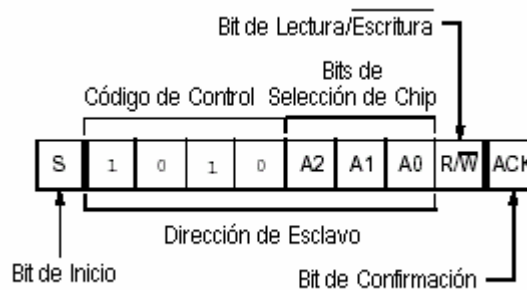 Bit de Lectura/Escritura
Bits de
Código de Control Selección de Chip
S 1 0 1 0 A2 A1 A0 R/W ACK
Dirección de Esclavo
Bit de Inicio Bit de Confirmación